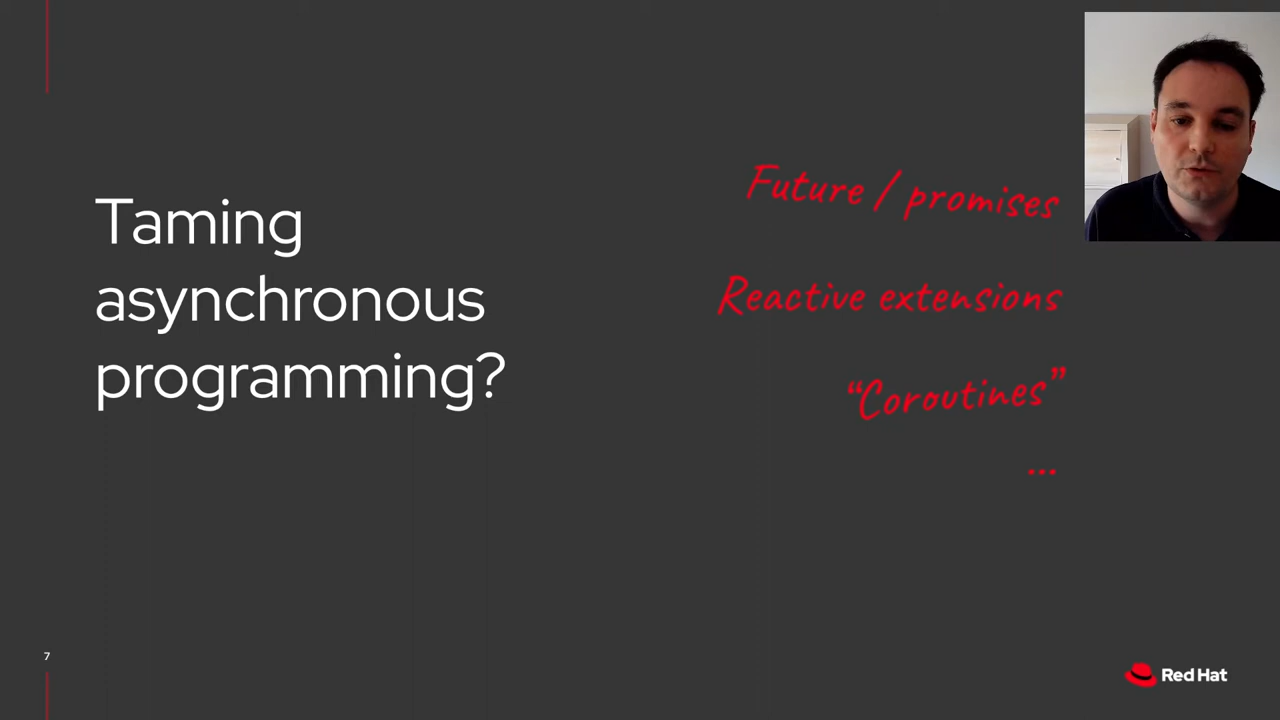 Taming
asynchronous
programming?
Future / promises
Reactive extensions
“Coroutines”
...
7
Red Hat